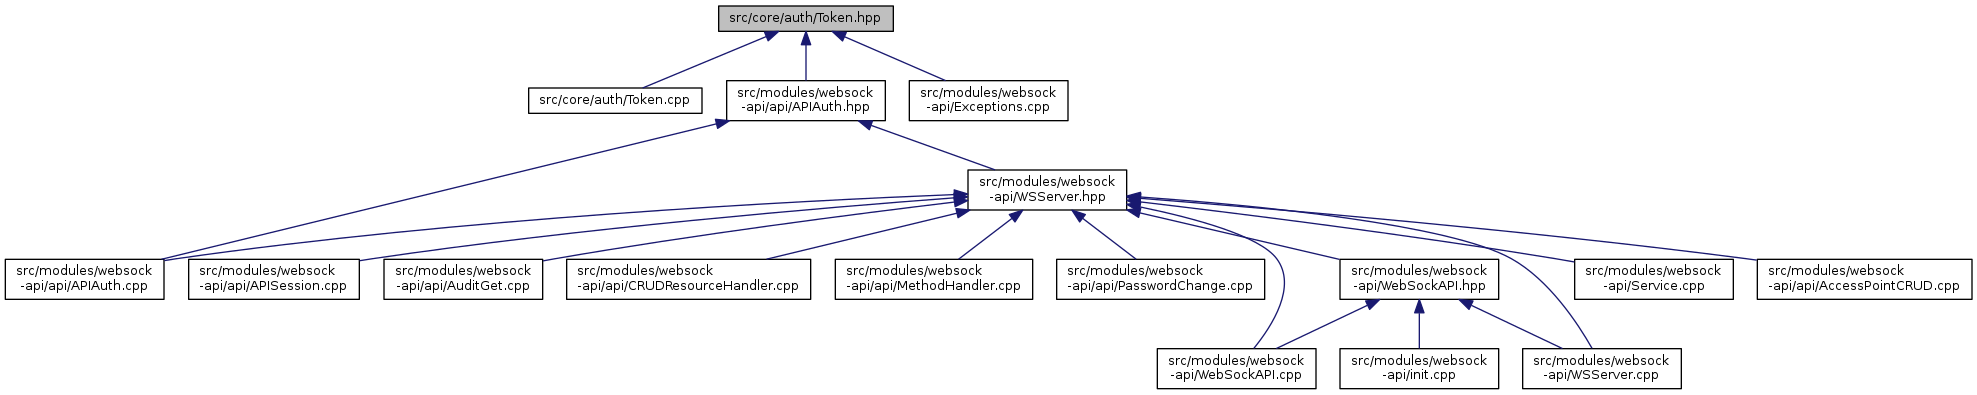 src/core/auth/Token.hpp
src/core/auth/Token.cpp
src/modules/websock
-api/api/APIAuth.hpp
src/modules/websock
-api/Exceptions.cpp
src/modules/websock
-api/WSServer.hpp
src/modules/websock
-api/api/APIAuth.cpp
src/modules/websock
-api/api/APISession.cpp
src/modules/websock
-api/api/AuditGet.cpp
src/modules/websock
-api/api/CRUDResourceHandler.cpp
src/modules/websock
-api/api/MethodHandler.cpp
src/modules/websock
-api/api/PasswordChange.cpp
src/modules/websock
-api/WebSockAPI.hpp
src/modules/websock
-api/Service.cpp
src/modules/websock
-api/api/AccessPointCRUD.cpp
src/modules/websock
-api/WebSockAPI.cpp
src/modules/websock
-api/init.cpp
src/modules/websock
-api/WSServer.cpp